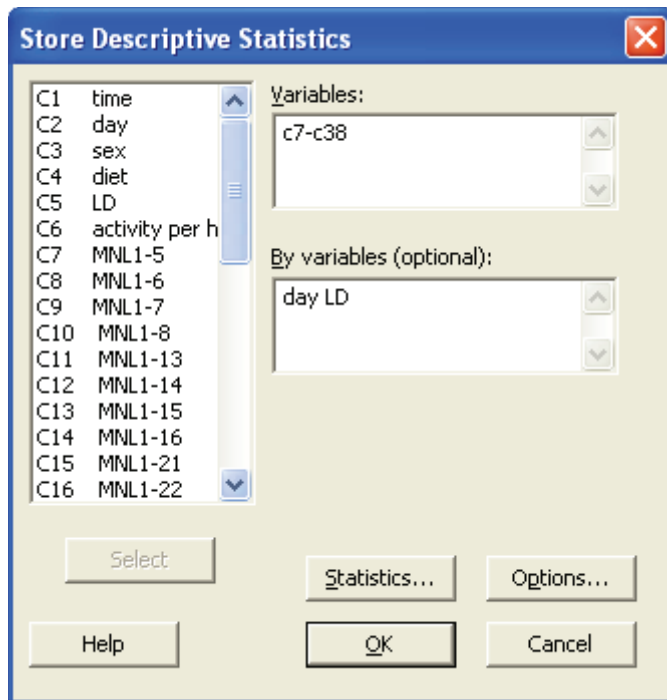 Store Descriptive Statistics
C1 time
C2 day
C3 sex
C4 diet
C5 LD
C6 activity per h
C7 MNL1-5
C8 MNL1-6
C9 MNL1-7
C10 MNL1-8
C11 MNL1-13
C12 MNL1-14
C13 MNL1-15
C14 MNL1-16
C15 MNL1-21
C16 MNL1-22
Variables:
c7-c38
By variables (optional):
day LD
Select
Statistics...
Options...
Help
OK
Cancel